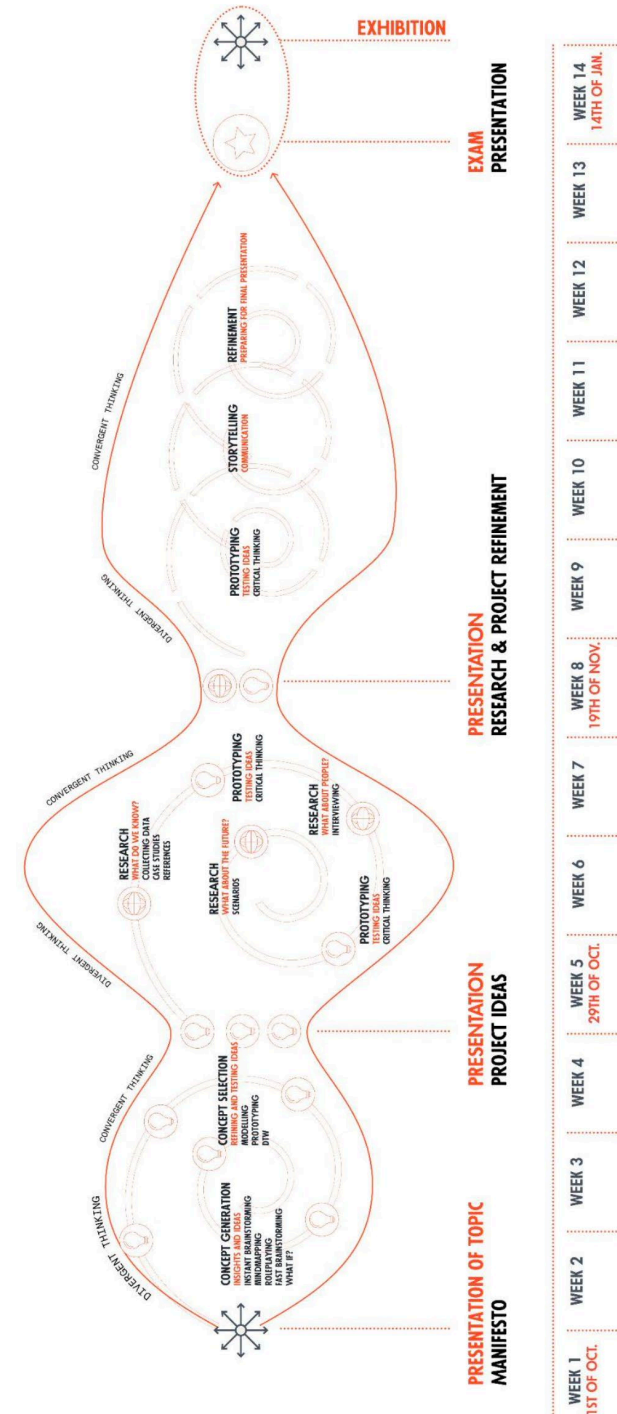 DIVERGENT THINKING
CONVERGENT THINKING
DIVERGENT THINKING
CONVERGENT THINKING
DIVERGENT THINKING
CONVERGENT THINKING
CONCEPT GENERATION
INSIGHTS AND IDEAS
INSTANT BRAINSTORMING
MINDMAPPING
ROLEPLAYING
FAST BRAINSTORMING
WHAT IF?
CONCEPT SELECTION
REFINING AND TESTING IDEAS
MODELLING
PROTOTYPING
DTW
RESEARCH
WHAT DO WE KNOW?
COLLECTING DATA
CASE STUDIES
REFERENCES
RESEARCH
WHAT ABOUT THE FUTURE?
SCENARIOS
PROTOTYPING
TESTING IDEAS
CRITICAL THINKING
PROTOTYPING
TESTING IDEAS
CRITICAL THINKING
RESEARCH
WHAT ABOUT PEOPLE?
INTERVIEWING
PROTOTYPING
TESTING IDEAS
CRITICAL THINKING
STORYTELLING
COMMUNICATION
REFINEMENT
PREPARING FOR FINAL PRESENTATION
EXHIBITION
PRESENTATION OF TOPIC
MANIFESTO
PRESENTATION
PROJECT IDEAS
PRESENTATION
RESEARCH & PROJECT REFINEMENT
EXAM
PRESENTATION
WEEK 1
1ST OF OCT.
WEEK 2
WEEK 3
WEEK 4
WEEK 5
29TH OF OCT.
WEEK 6
WEEK 7
WEEK 8
19TH OF NOV.
WEEK 9
WEEK 10
WEEK 11
WEEK 12
WEEK 13
WEEK 14
14TH OF JAN.